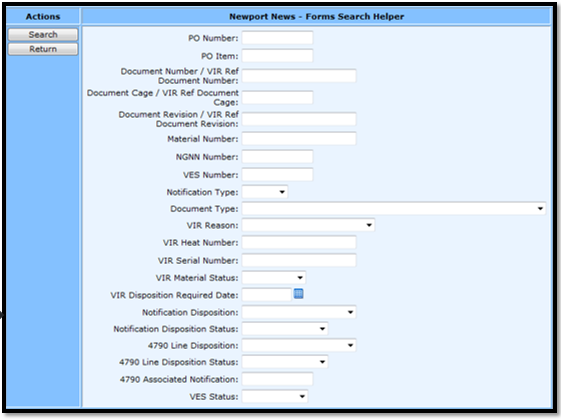 Actions
Newport News - Forms Search Helper
Search
Return
PO Number:
PO Item:
Document Number / VIR Ref
Document Number:
Document Cage / VIR Ref Document
Cage:
Document Revision / VIR Ref
Document Revision:
Material Number:
NGNN Number:
VES Number:
Notification Type:
Document Type:
VIR Reason:
VIR Heat Number:
VIR Serial Number:
VIR Material Status:
VIR Disposition Required Date:
Notification Disposition:
Notification Disposition Status:
4790 Line Disposition:
4790 Line Disposition Status:
4790 Associated Notification:
VES Status: